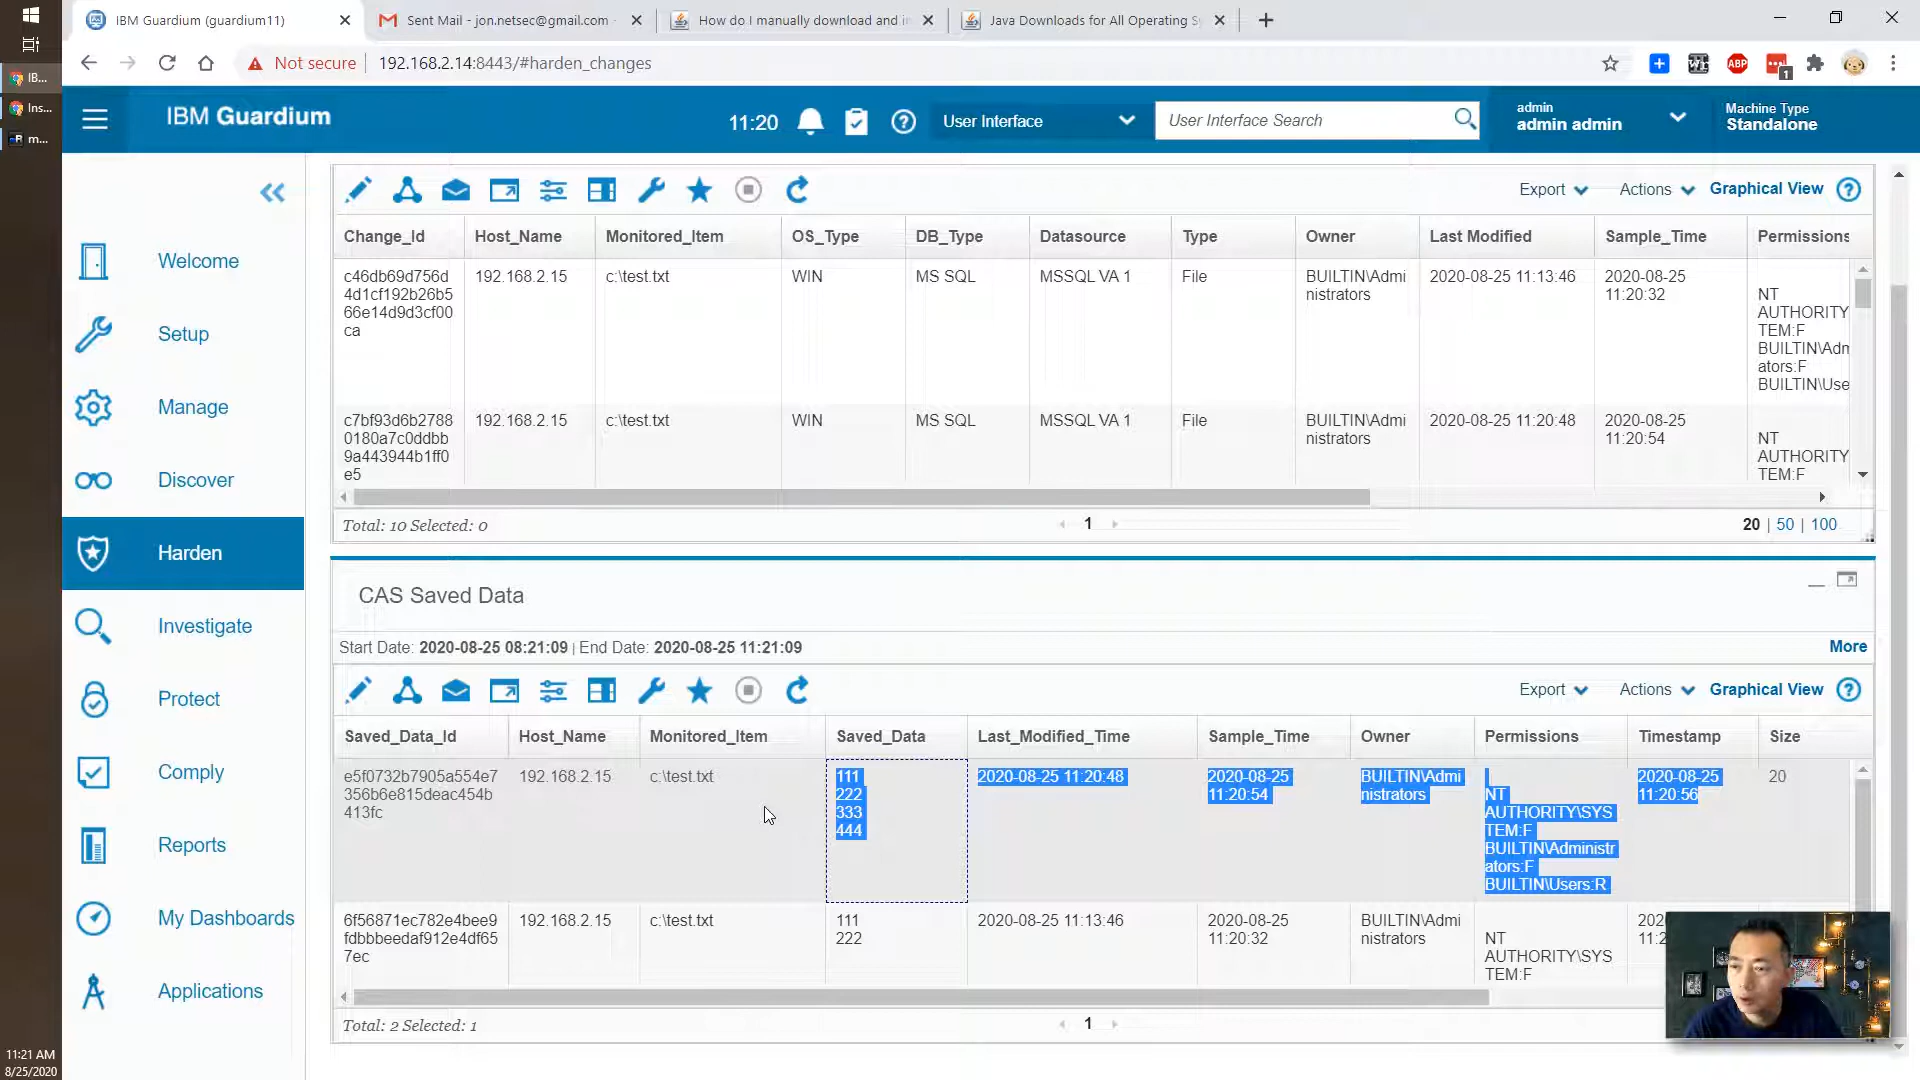 IBM Guardium (guardium11)
Sent Mail - jon.netsec@gmail.com -
How do I manually download and in
Java Downloads for All Operating S
Not secure
192.168.2.14:8443/#harden_changes
ABP
1
IB...
Ins...
m...
IBM Guardium
11:20
User Interface
User Interface Search
admin
admin admin
Machine Type
Standalone
Welcome
Setup
Manage
Discover
Harden
Investigate
Protect
Comply
Reports
My Dashboards
Applications
Export
Actions
Graphical View
Change_Id Host_Name Monitored_Item OS_Type DB_Type Datasource Type Owner Last Modified Sample_Time Permissions
c46db69d756d 192.168.2.15 c:\test.txt WIN MS SQL MSSQL VA 1 File BUILTIN\Admi 2020-08-25 11:13:46 2020-08-25
4d1cf192b26b5 nistrators 11:20:32 NT
66e14d9d3cf00 AUTHORITY
ca TEM:F
BUILTIN\Adm
ators:F
BUILTIN\Use
c7bf93d6b2788 192.168.2.15 c:\test.txt WIN MS SQL MSSQL VA 1 File BUILTIN\Admi 2020-08-25 11:20:48 2020-08-25
0180a7c0ddbb nistrators 11:20:54 NT
9a443944b1ff0 AUTHORITY
e5 TEM:F
Total: 10 Selected: 0
1
20 | 50 | 100
CAS Saved Data
Start Date: 2020-08-25 08:21:09 | End Date: 2020-08-25 11:21:09
More
Export
Actions
Graphical View
Saved_Data_Id Host_Name Monitored_Item Saved_Data Last_Modified_Time Sample_Time Owner Permissions Timestamp Size
e5f0732b7905a554e7 192.168.2.15 c:\test.txt 111 2020-08-25 11:20:48 2020-08-25 BUILTIN\Admi 2020-08-25 20
356b6e815deac454b 222 11:20:54 nistrators NT 11:20:56
413fc 333 AUTHORITY\SYS
444 TEM:F
BUILTIN\Administr
ators:F
BUILTIN\Users:R
6f56871ec782e4bee9 192.168.2.15 c:\test.txt 111 2020-08-25 11:13:46 2020-08-25 BUILTIN\Admi
fdbbbeedaf912e4df65 222 11:20:32 nistrators NT
7ec AUTHORITY\SYS
TEM:F
Total: 2 Selected: 1
1
11:21 AM
8/25/2020